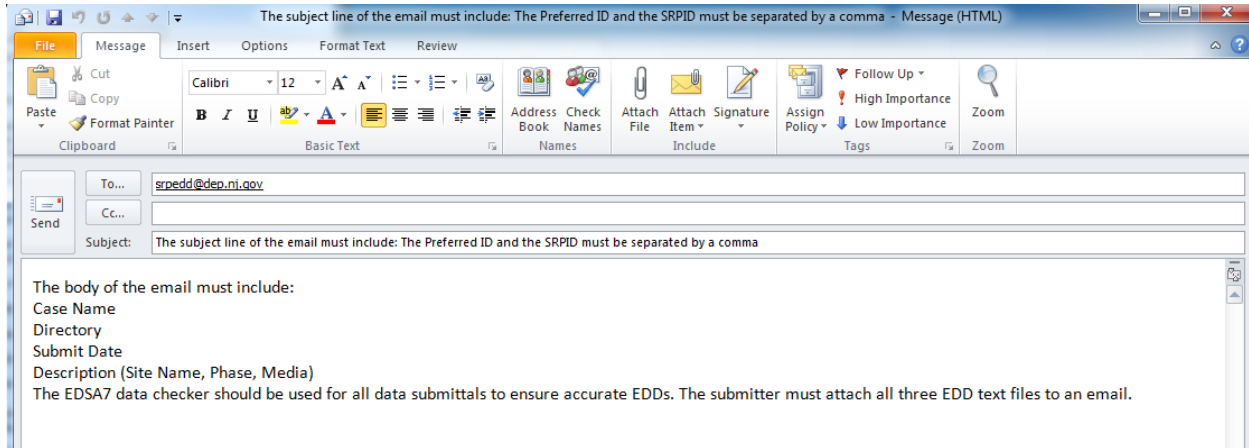 The subject line of the email must include: The Preferred ID and the SRPID must be separated by a comma - Message (HTML)
File Message Insert Options Format Text Review
Cut
Calibri 12
Follow Up
Copy
High Importance
Paste
Format Painter
B I U
Address Book
Check Names
Attach File
Attach Item
Signature
Assign Policy
Low Importance
Zoom
Clipboard Basic Text Names Include Tags Zoom
To... srpedd@dep.nj.gov
Cc...
Send
Subject: The subject line of the email must include: The Preferred ID and the SRPID must be separated by a comma
The body of the email must include:
Case Name
Directory
Submit Date
Description (Site Name, Phase, Media)
The EDSA7 data checker should be used for all data submittals to ensure accurate EDDs. The submitter must attach all three EDD text files to an email.